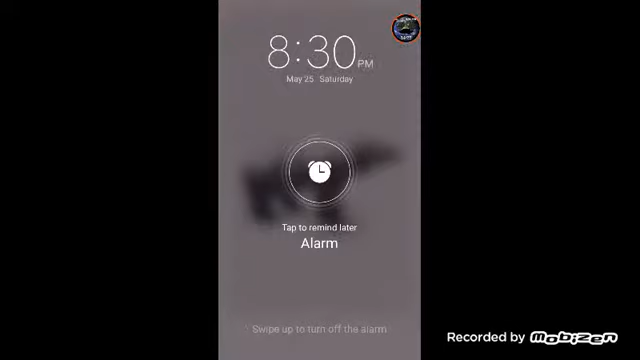 8:30 PM
May 25 Saturday
Tap to remind later
Alarm
Swipe up to turn off the alarm
Recorded by mobizen